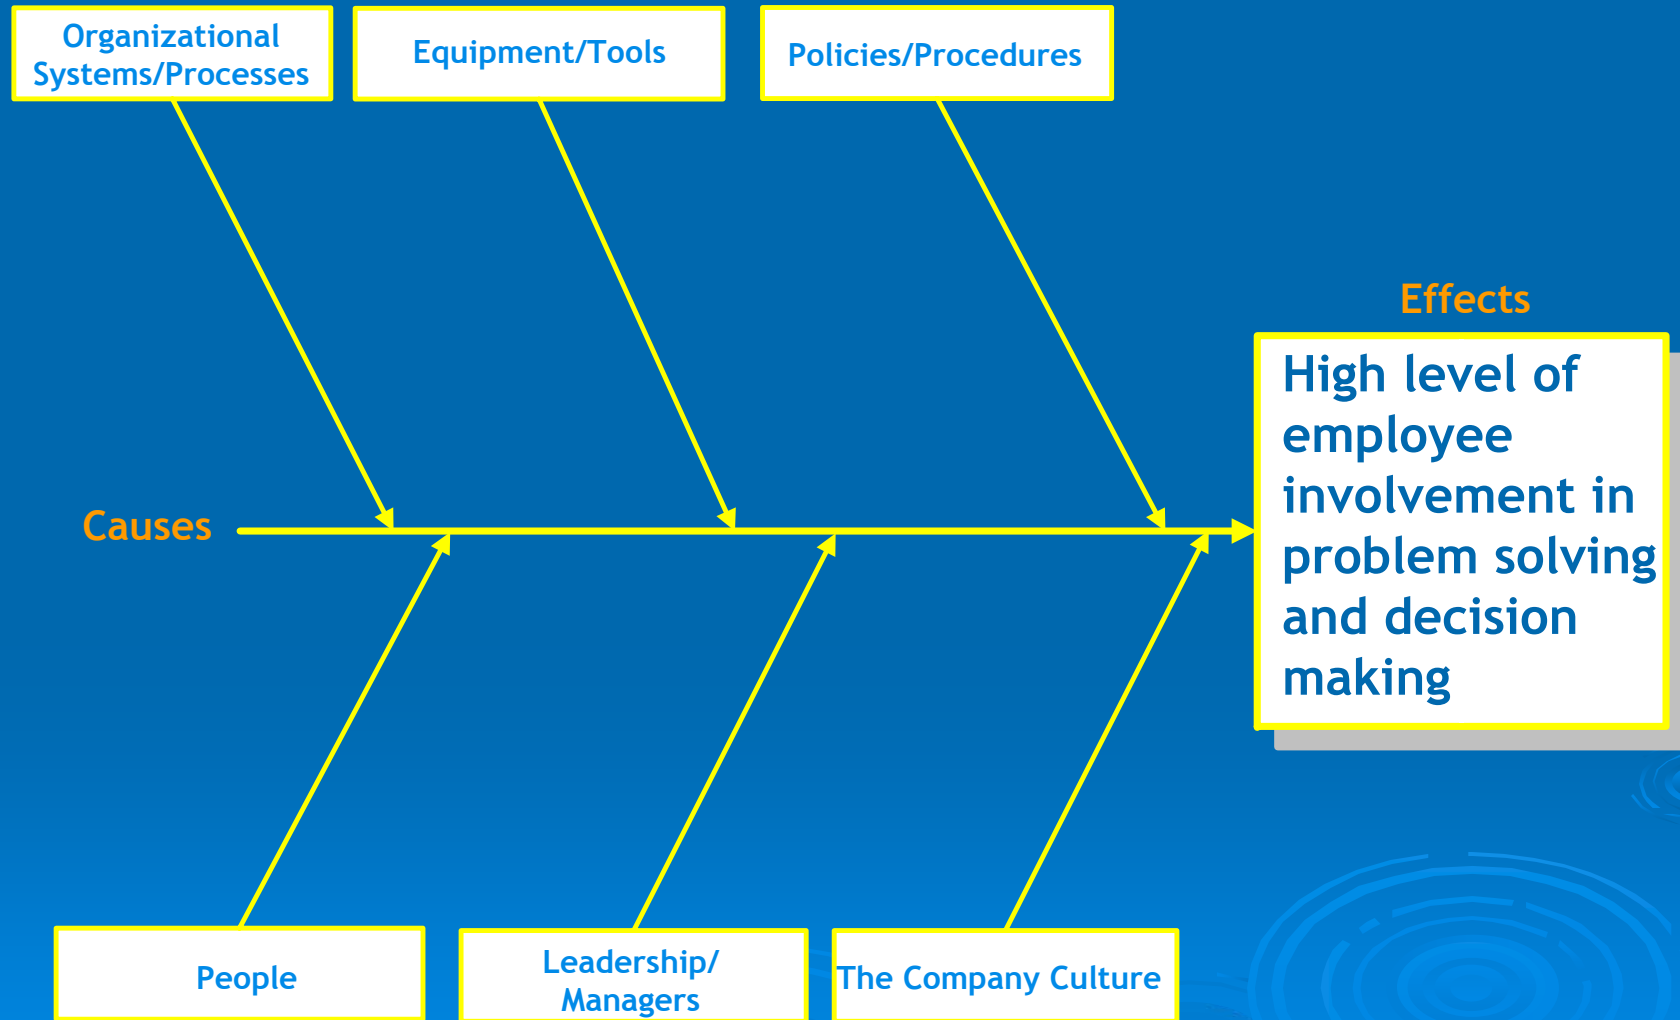 Organizational
Systems/Processes
Equipment/Tools
Policies/Procedures
Effects
High level of
employee
involvement in
problem solving
and decision
making
Causes
People
Leadership/
Managers
The Company Culture